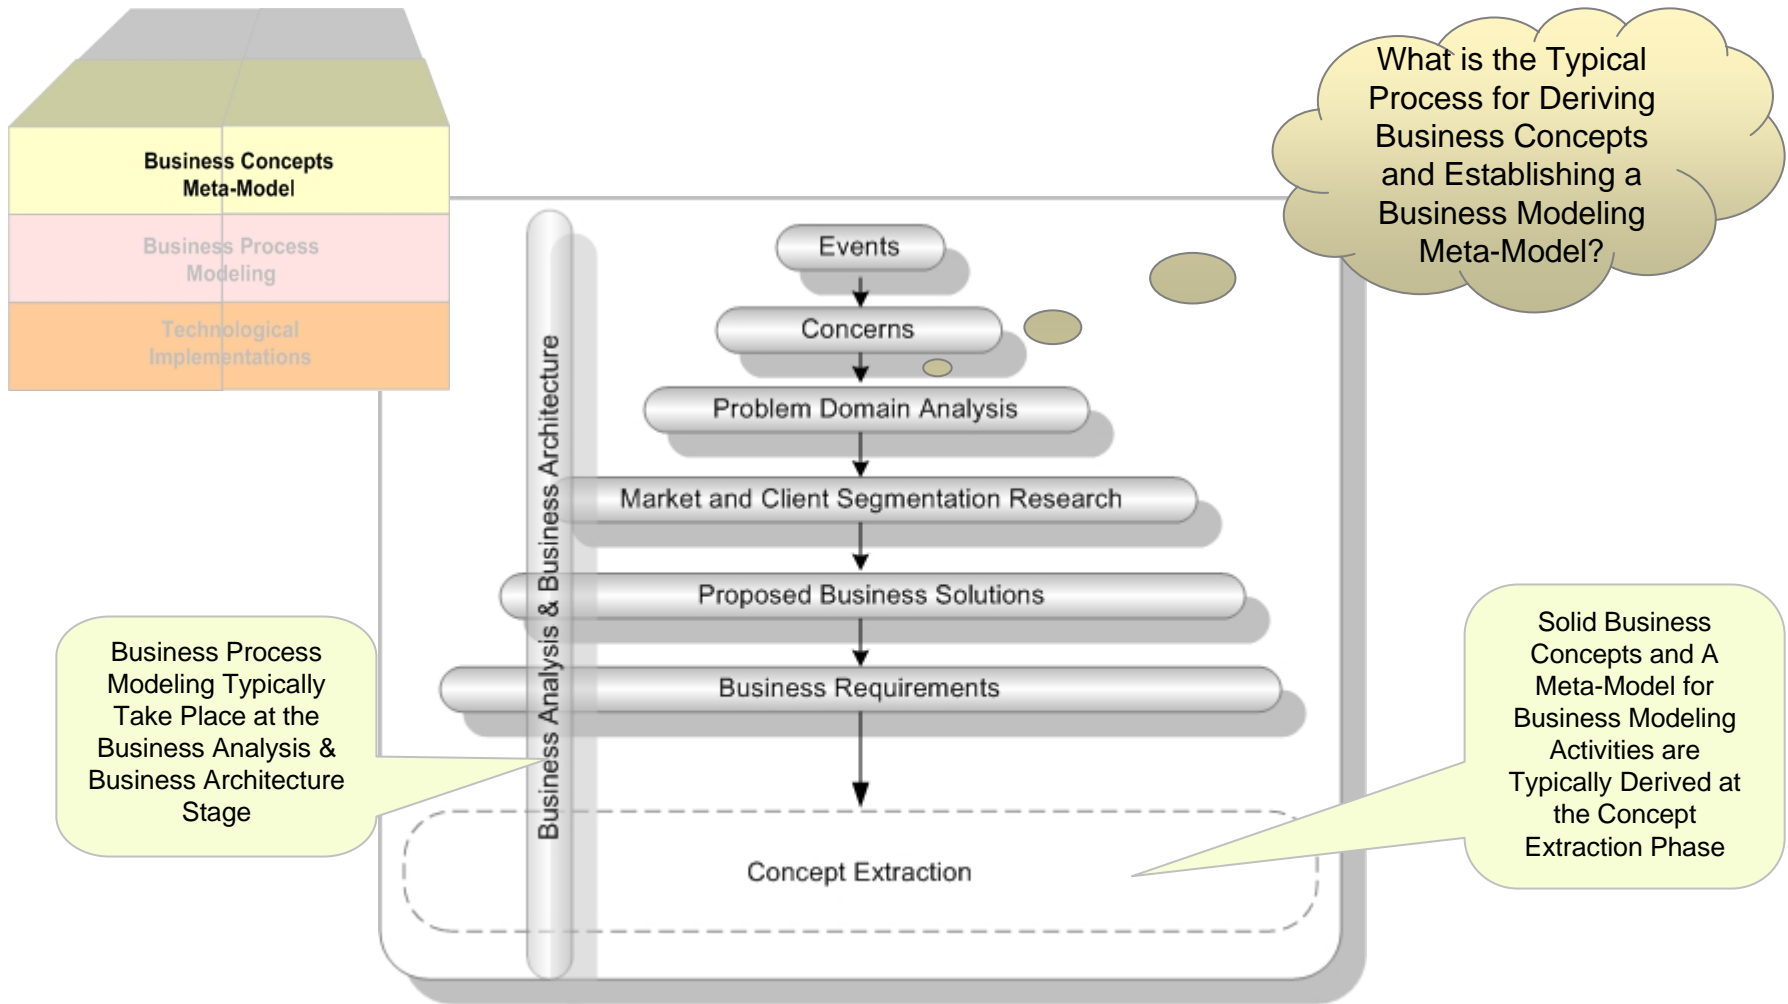 Business Concepts
Meta-Model
Business Process
Modeling
Technological
Implementations
What is the Typical
Process for Deriving
Business Concepts
and Establishing a
Business Modeling
Meta-Model?
Events
Concerns
Problem Domain Analysis
Market and Client Segmentation Research
Proposed Business Solutions
Business Requirements
Concept Extraction
Business Analysis & Business Architecture
Business Process
Modeling Typically
Take Place at the
Business Analysis &
Business Architecture
Stage
Solid Business
Concepts and A
Meta-Model for
Business Modeling
Activities are
Typically Derived at
the Concept
Extraction Phase